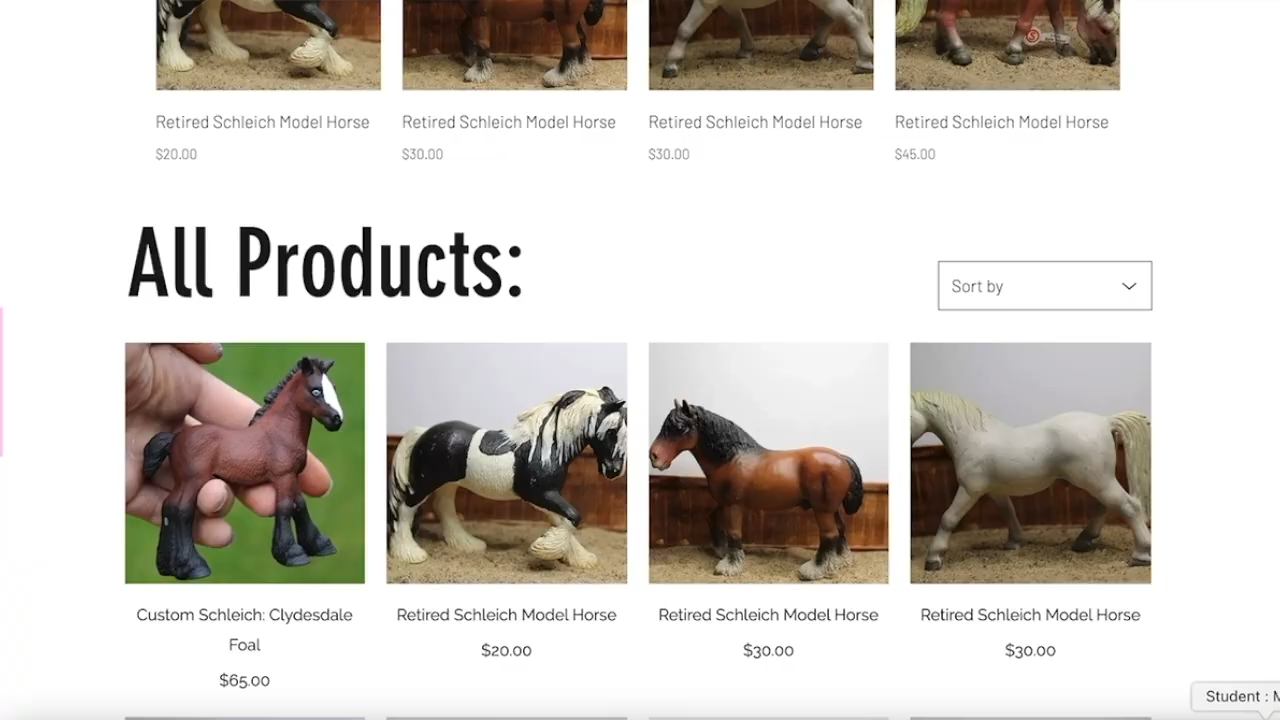 Retired Schleich Model Horse
$20.00
Retired Schleich Model Horse
$30.00
Retired Schleich Model Horse
$30.00
Retired Schleich Model Horse
$45.00
All Products:
Sort by
Custom Schleich: Clydesdale
Foal
$65.00
Retired Schleich Model Horse
$20.00
Retired Schleich Model Horse
$30.00
Retired Schleich Model Horse
$30.00
Student : M